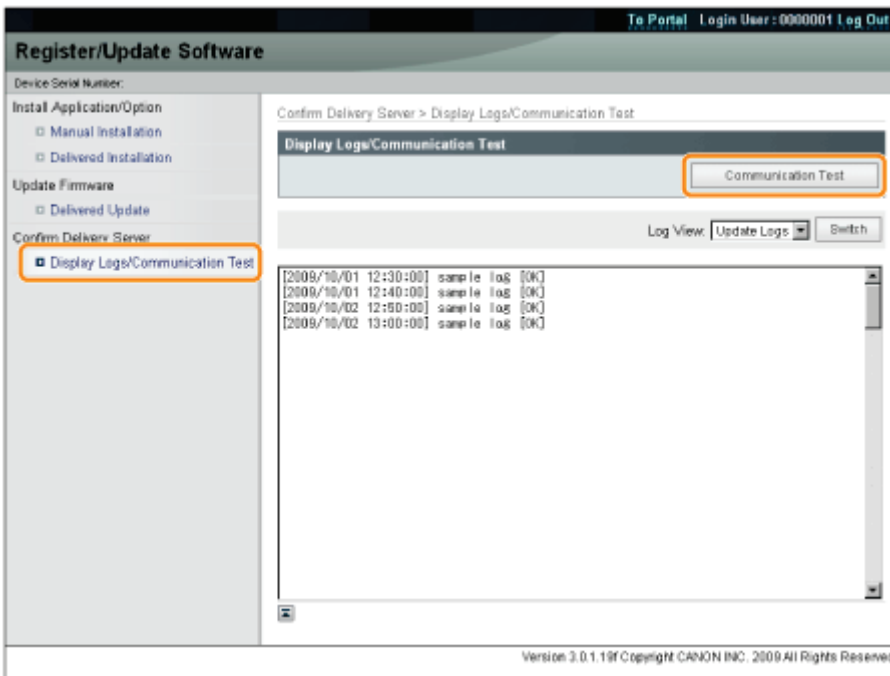 To Portal Login User : 0000001 Log Out
Register/Update Software
Device Serial Number:
Install Application/Option
Manual Installation
Delivered Installation
Update Firmware
Delivered Update
Confirm Delivery Server
Display Logs/Communication Test
Confirm Delivery Server > Display Logs/Communication Test
Display Logs/Communication Test
Communication Test
Log View: Update Logs Switch
[2009/10/01 12:30:00] sample log [OK]
[2009/10/01 12:40:00] sample log [OK]
[2009/10/02 12:50:00] sample log [OK]
[2009/10/02 13:00:00] sample log [OK]
Version 3.0.1.19f Copyright CANON INC. 2009 All Rights Reserved